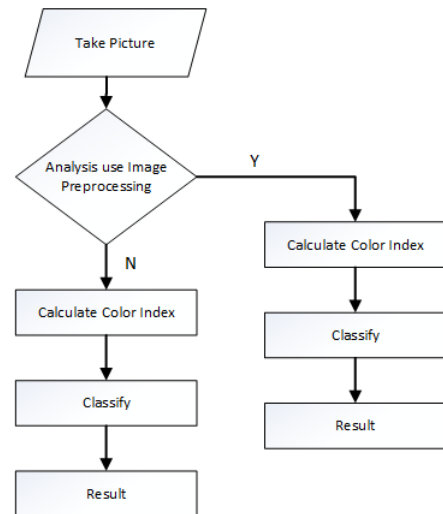 Take Picture
Analysis use Image
Preprocessing
Y
N
Calculate Color Index
Classify
Result
Calculate Color Index
Classify
Result